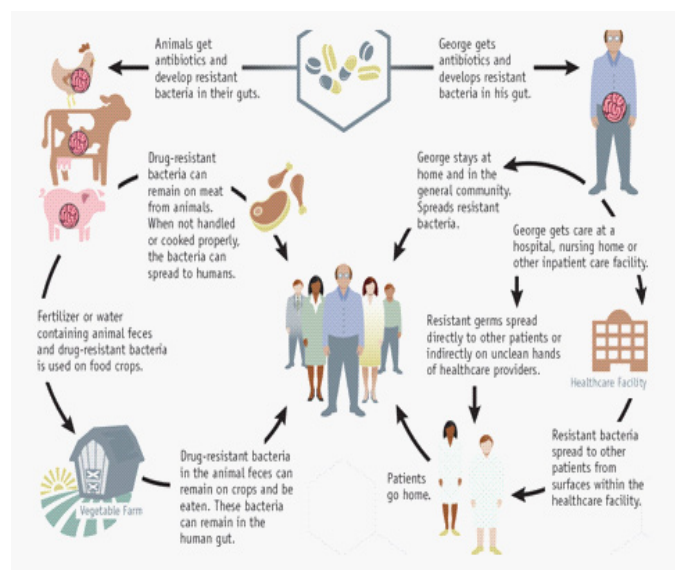 Animals get
antibiotics and
develop resistant
bacteria in their guts.
George gets
antibiotics and
develops resistant
bacteria in his gut.
Drug-resistant
bacteria can
remain on meat
from animals.
When not handled
or cooked properly,
the bacteria can
spread to humans.
George stays at
home and in the
general community.
Spreads resistant
bacteria.
George gets care at a
hospital, nursing home or
other inpatient care facility.
Fertilizer or water
containing animal feces
and drug-resistant bacteria
is used on food crops.
Resistant germs spread
directly to other patients or
indirectly on unclean hands
of healthcare providers.
Healthcare Facility
Vegetable Farm
Drug-resistant bacteria
in the animal feces can
remain on crops and be
eaten. These bacteria
can remain in the
human gut.
Patients
go home.
Resistant bacteria
spread to other
patients from
surfaces within the
healthcare facility.